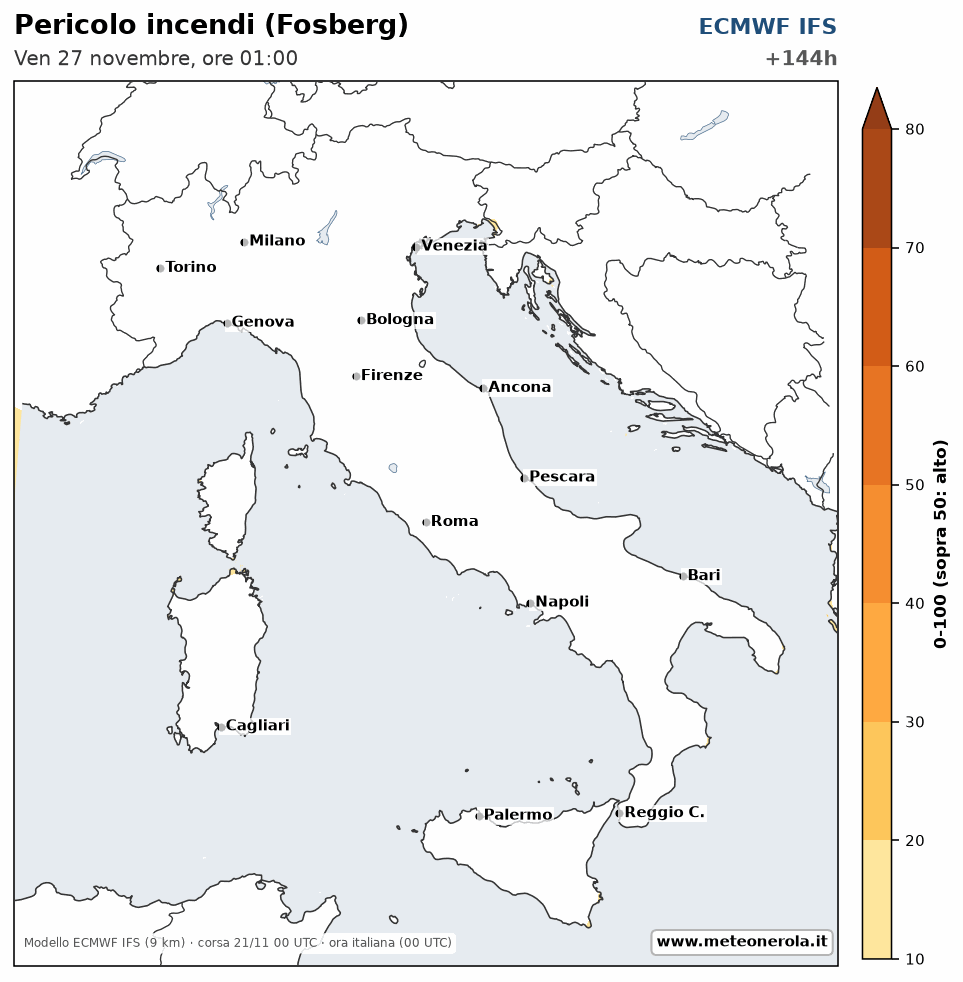 Pericolo incendi (Fosberg)
ECMWF IFS
Ven 27 novembre, ore 01:00
+144h
80
Milano
Venezia
70
Torino
Genova
Bologna
60
Firenze
Ancona
Pescara
50
Roma
Bari
0-100 (sopra 50: alto)
Napoli
40
Cagliari
30
Palermo
Reggio C.
20
Modello ECMWF IFS (9 km) · corsa 21/11 00 UTC · ora italiana (00 UTC)
www.meteonerola.it
10